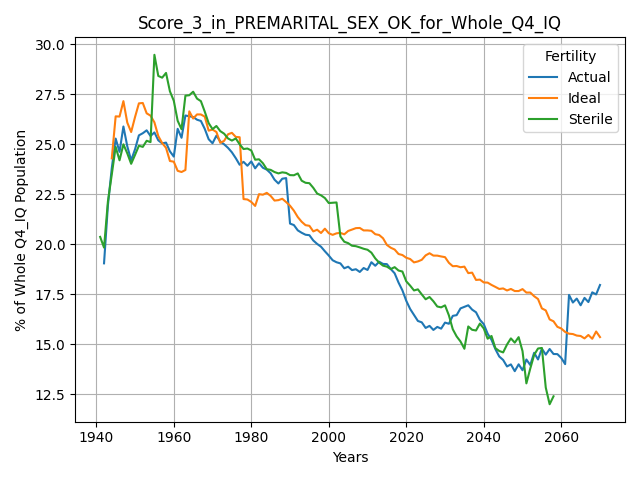 Score_3_in_PREMARITAL_SEX_OK_for_Whole_Q4_IQ
Fertility
Actual
Ideal
Sterile
% of Whole Q4_IQ Population
30.0
27.5
25.0
22.5
20.0
17.5
15.0
12.5
1940
1960
1980
2000
2020
2040
2060
Years